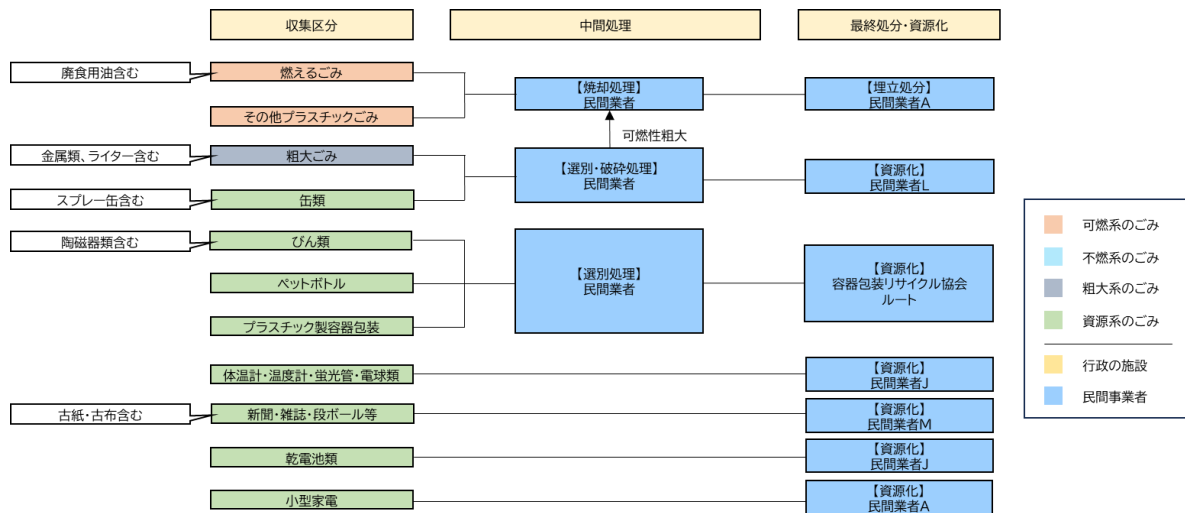 収集区分
中間処理
最終処分・資源化
廃食用油含む
燃えるごみ
その他プラスチックごみ
【焼却処理】
民間業者
【埋立処分】
民間業者A
可燃性粗大
金属類、ライター含む
粗大ごみ
【選別・破砕処理】
民間業者
【資源化】
民間業者L
スプレー缶含む
缶類
陶磁器類含む
びん類
ペットボトル
プラスチック製容器包装
【選別処理】
民間業者
【資源化】
容器包装リサイクル協会
ルート
体温計・温度計・蛍光管・電球類
【資源化】
民間業者J
古紙・古布含む
新聞・雑誌・段ボール等
【資源化】
民間業者M
乾電池類
【資源化】
民間業者J
小型家電
【資源化】
民間業者A
可燃系のごみ
不燃系のごみ
粗大系のごみ
資源系のごみ
行政の施設
民間事業者